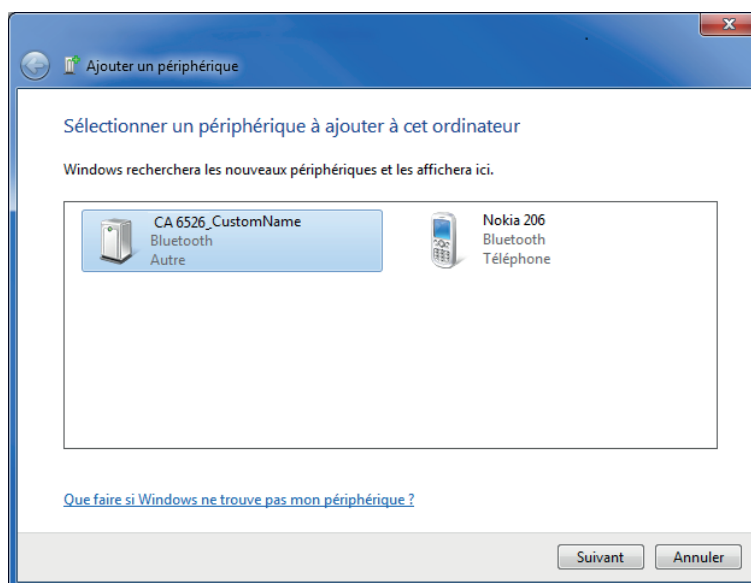 Ajouter un périphérique
Sélectionner un périphérique à ajouter à cet ordinateur
Windows recherchera les nouveaux périphériques et les affichera ici.
CA 6526_CustomName
Bluetooth
Autre
Nokia 206
Bluetooth
Téléphone
Que faire si Windows ne trouve pas mon périphérique ?
Suivant
Annuler